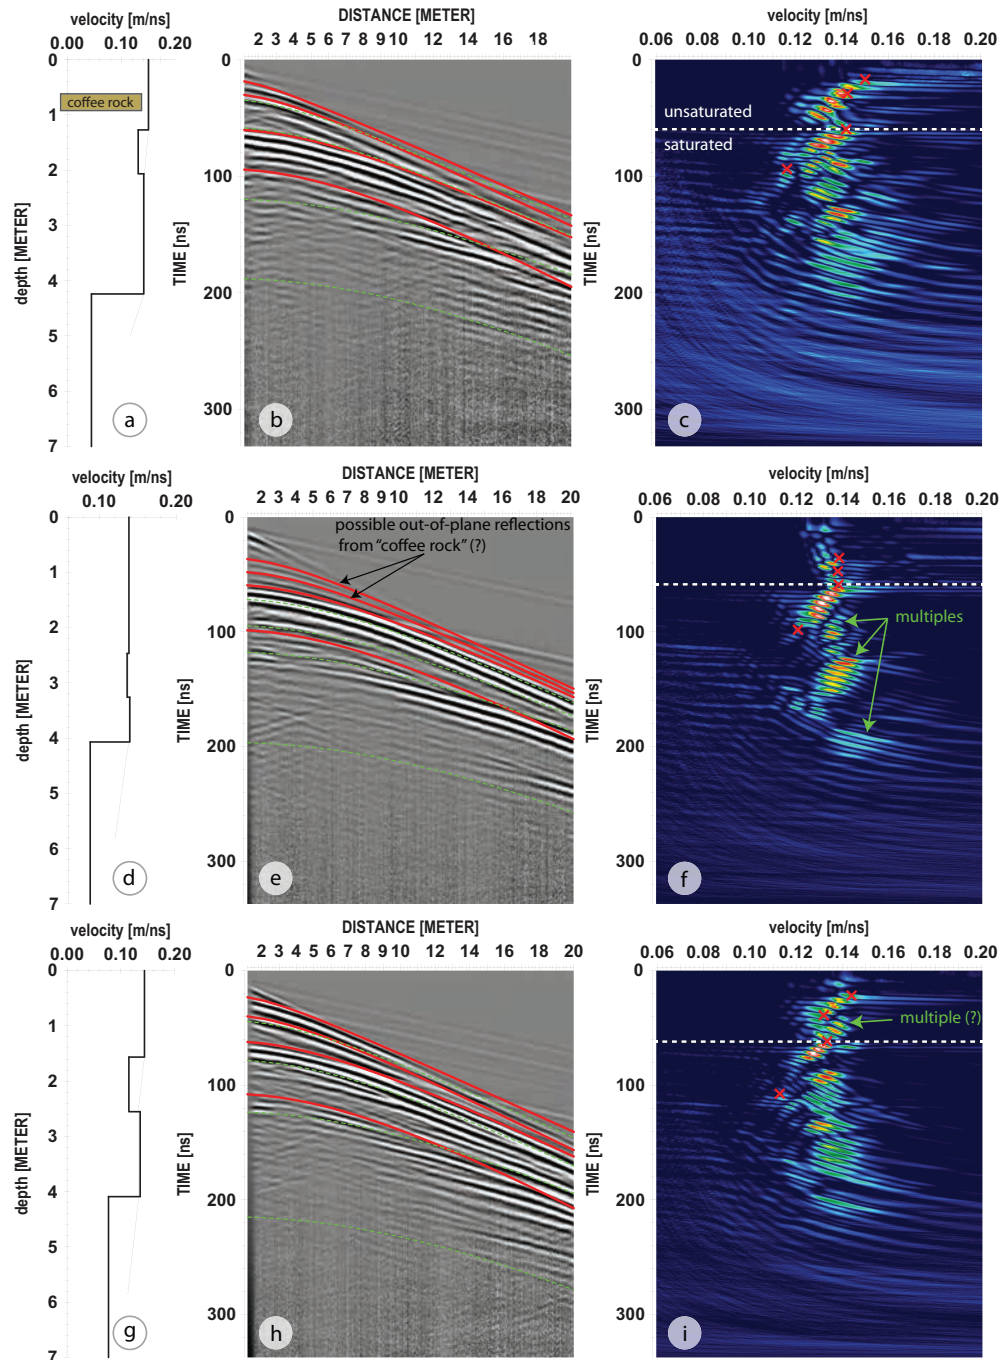 velocity [m/ns]
0.00 0.10 0.20
depth [METER]
0
1
2
3
4
5
6
7
coffee rock
a
DISTANCE [METER]
2 3 4 5 6 7 8 9 10 12 14 16 18
TIME [ns]
0
100
200
300
b
velocity [m/ns]
0.06 0.08 0.10 0.12 0.14 0.16 0.20
TIME [ns]
0
100
200
300
unsaturated
saturated
c
velocity [m/ns]
0.10 0.20
depth [METER]
0
1
2
3
4
5
6
7
d
DISTANCE [METER]
2 3 4 5 6 7 8 9 10 12 14 16 18 20
TIME [ns]
0
100
200
300
possible out-of-plane reflections
from "coffee rock" (?)
e
velocity [m/ns]
0.06 0.08 0.10 0.12 0.14 0.16 0.20
TIME [ns]
0
100
200
300
multiples
f
velocity [m/ns]
0.00 0.10 0.20
depth [METER]
0
1
2
3
4
5
6
7
g
DISTANCE [METER]
2 3 4 5 6 7 8 9 10 12 14 16 18 20
TIME [ns]
0
100
200
300
h
velocity [m/ns]
0.06 0.08 0.10 0.12 0.14 0.16 0.20
TIME [ns]
0
100
200
300
multiple (?)
i